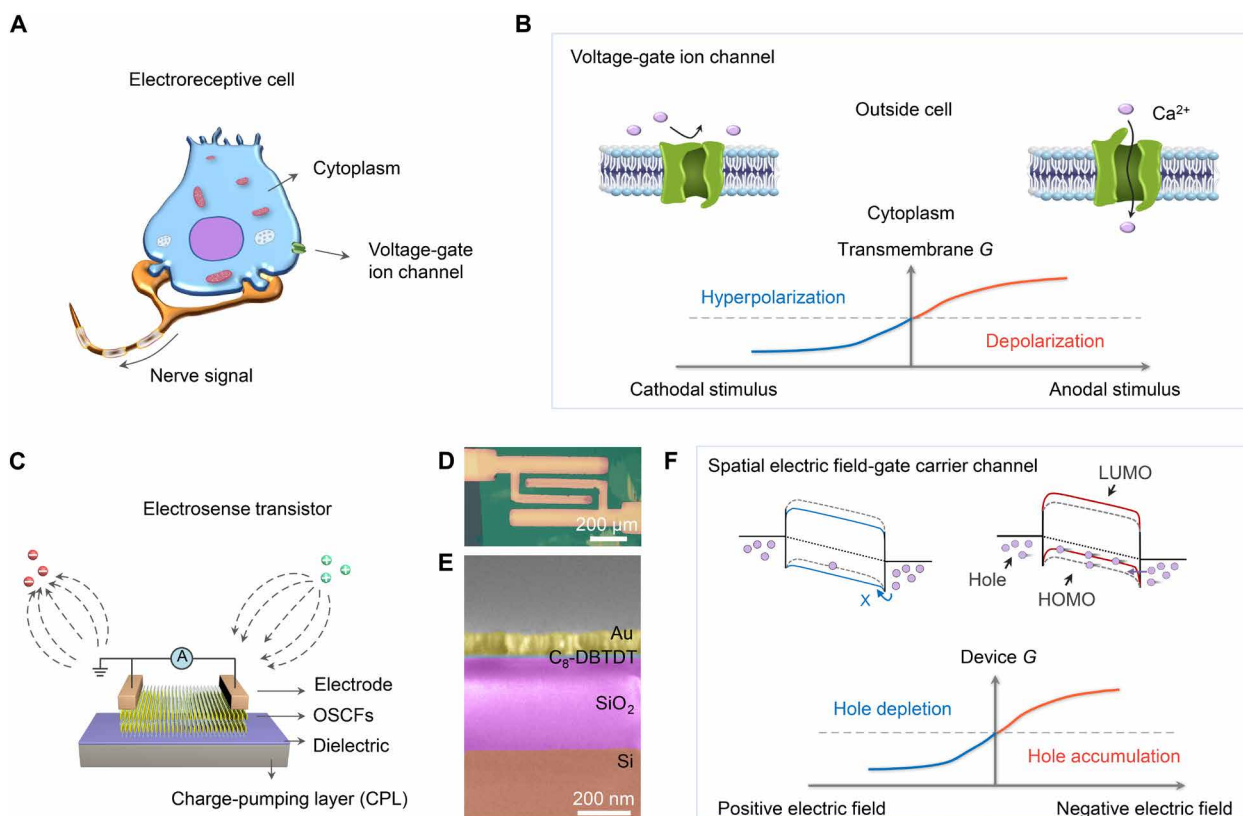 A
Electroreceptive cell
Cytoplasm
Voltage-gate
ion channel
Nerve signal
B
Voltage-gate ion channel
Outside cell
Ca²⁺
Cytoplasm
Transmembrane G
Hyperpolarization
Depolarization
Cathodal stimulus
Anodal stimulus
C
Electrosense transistor
A
Electrode
OSCFs
Dielectric
Charge-pumping layer (CPL)
D
200 μm
E
Au
C₈-DBTDT
SiO₂
Si
200 nm
F
Spatial electric field-gate carrier channel
LUMO
X
Hole
HOMO
Device G
Hole depletion
Hole accumulation
Positive electric field
Negative electric field